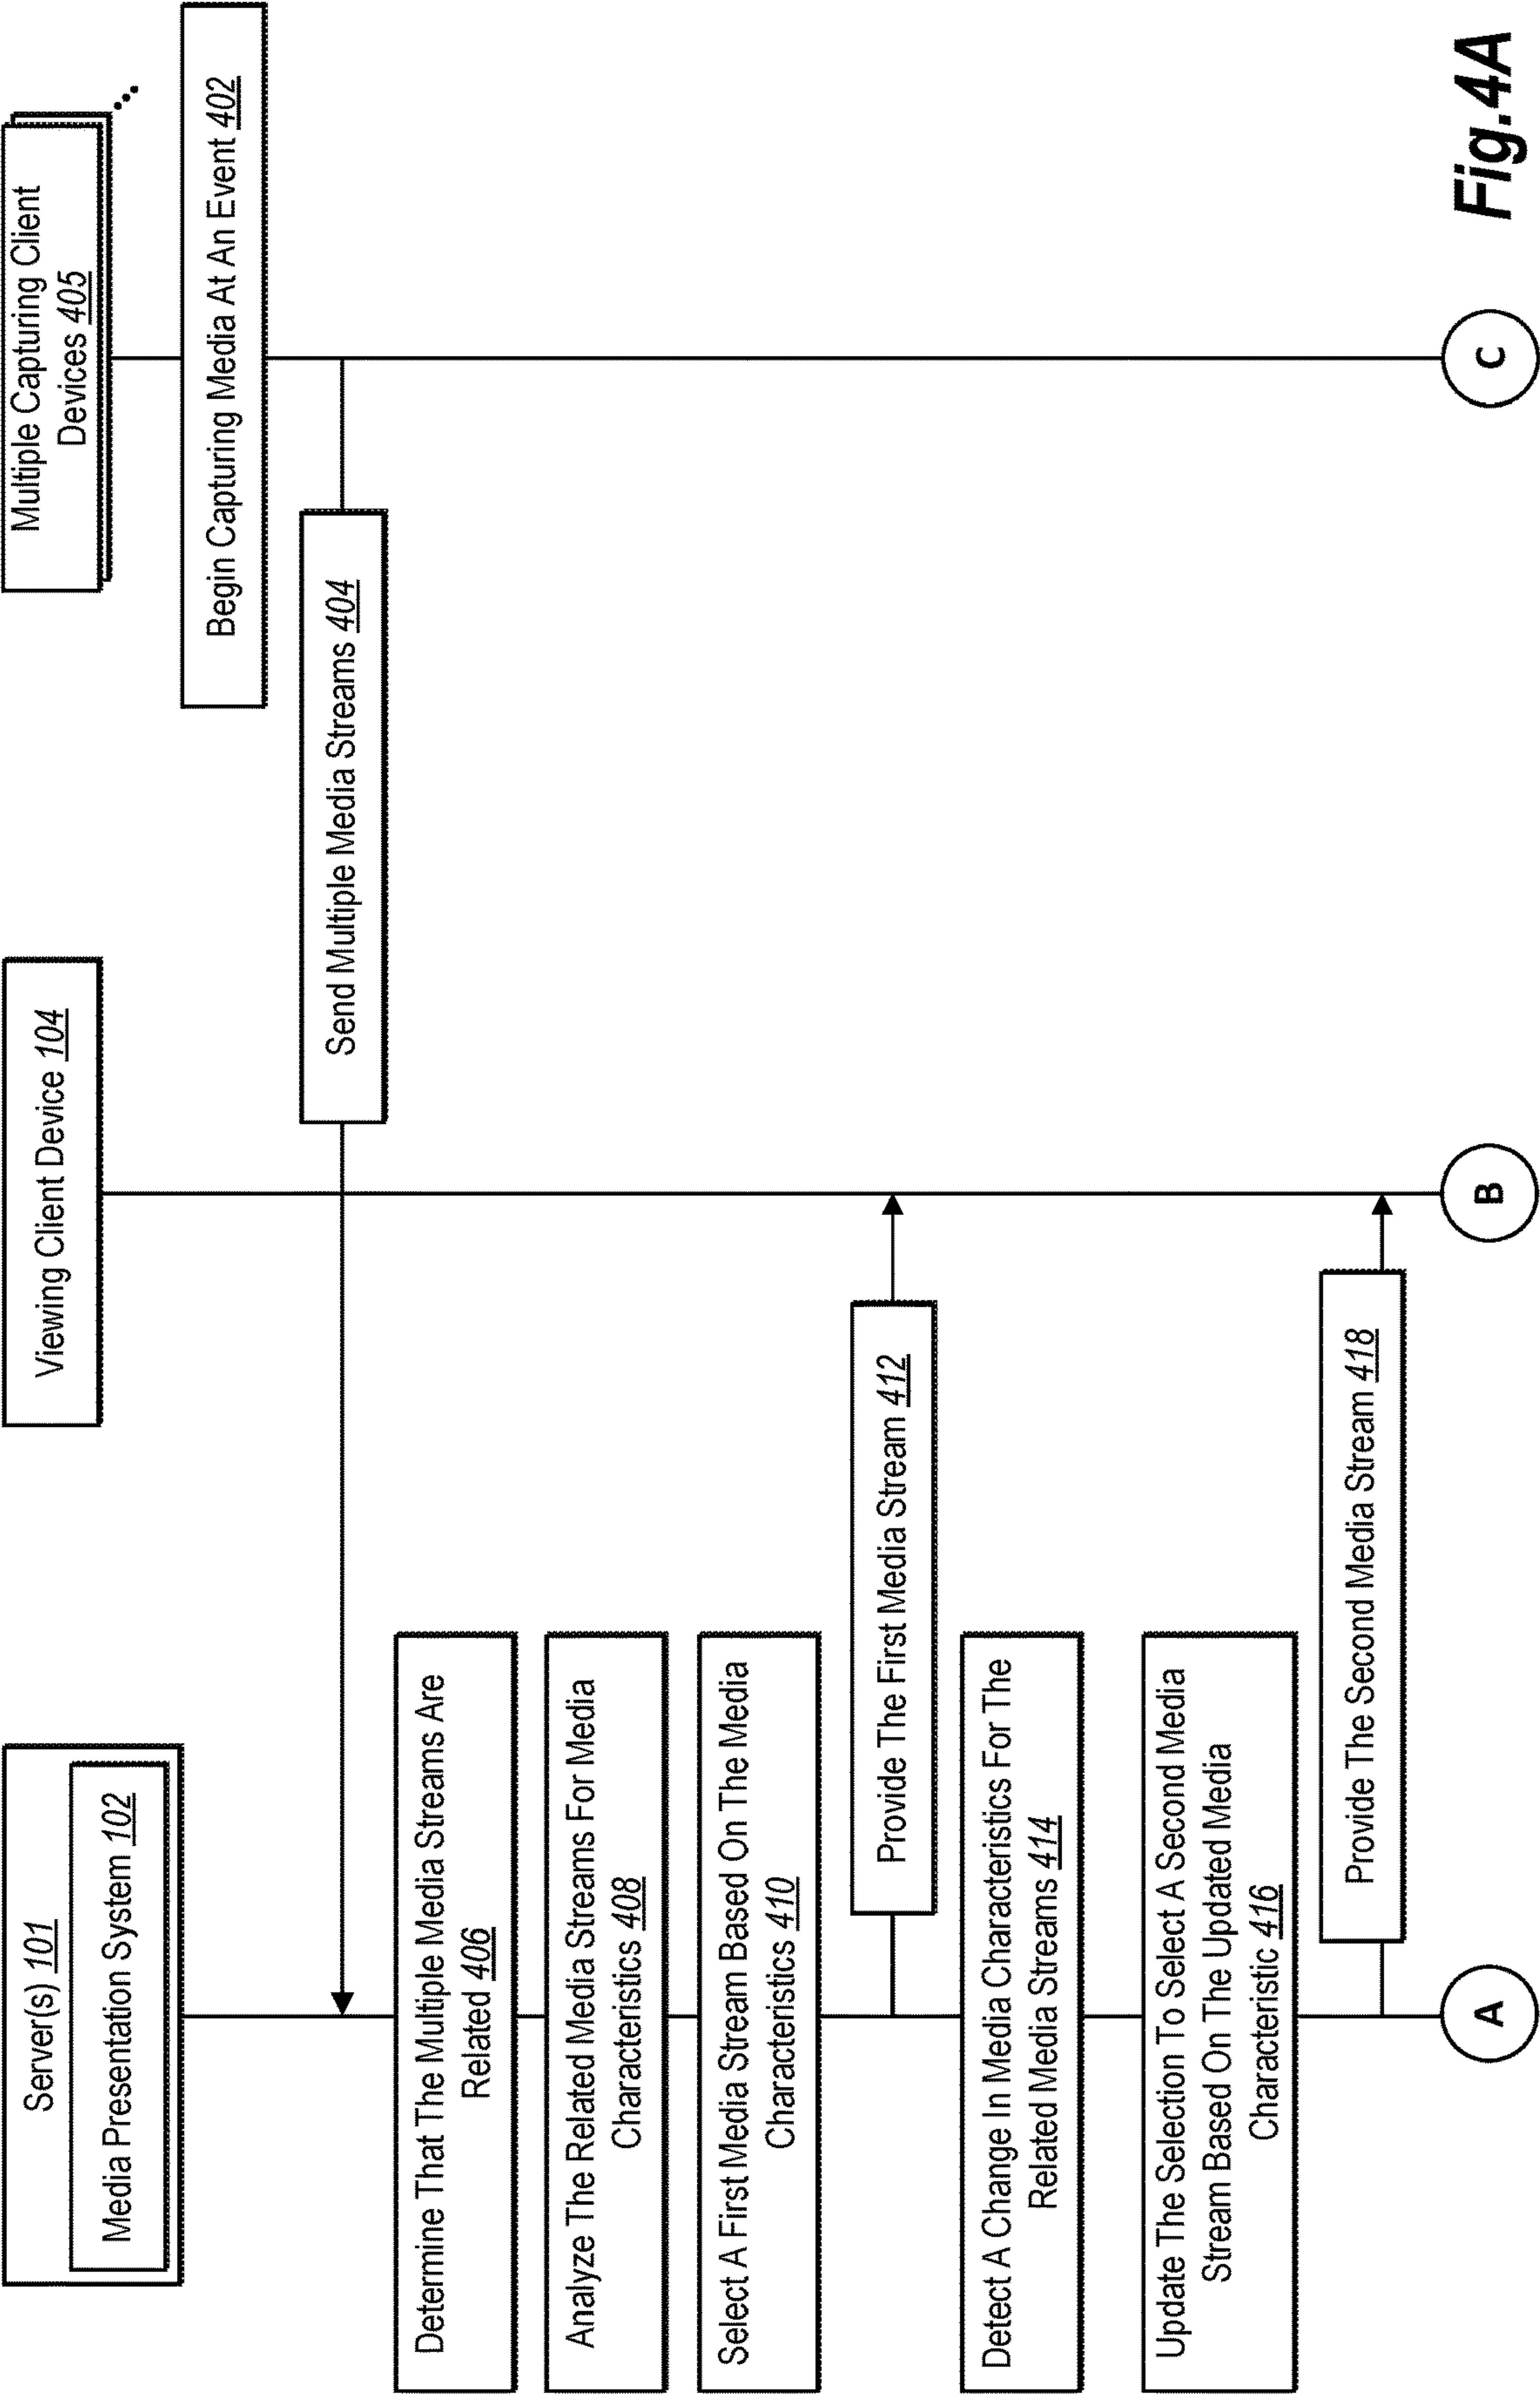 Server(s) 101
Media Presentation System 102
Viewing Client Device 104
Multiple Capturing Client
Devices 405
Begin Capturing Media At An Event 402
Send Multiple Media Streams 404
Determine That The Multiple Media Streams Are
Related 406
Analyze The Related Media Streams For Media
Characteristics 408
Select A First Media Stream Based On The Media
Characteristics 410
Provide The First Media Stream 412
Detect A Change In Media Characteristics For The
Related Media Streams 414
Update The Selection To Select A Second Media
Stream Based On The Updated Media
Characteristic 416
Provide The Second Media Stream 418
A
B
C
Fig.4A